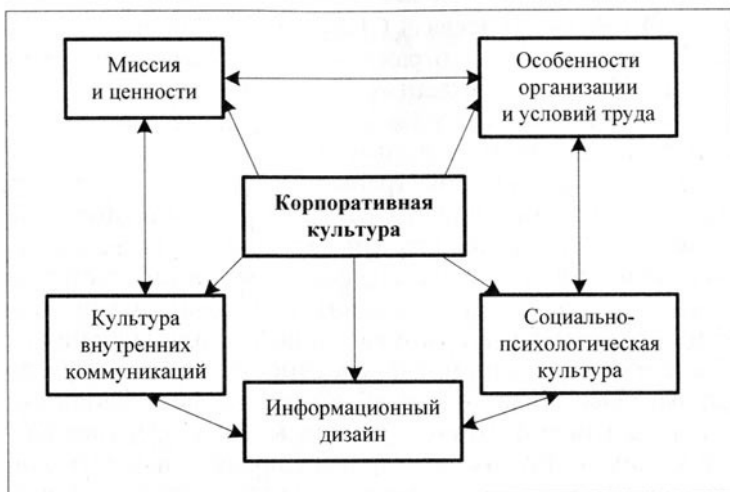 Миссия
и ценности
Особенности
организации
и условий труда
Корпоративная
культура
Культура
внутренних
коммуникаций
Социально-
психологическая
культура
Информационный
дизайн